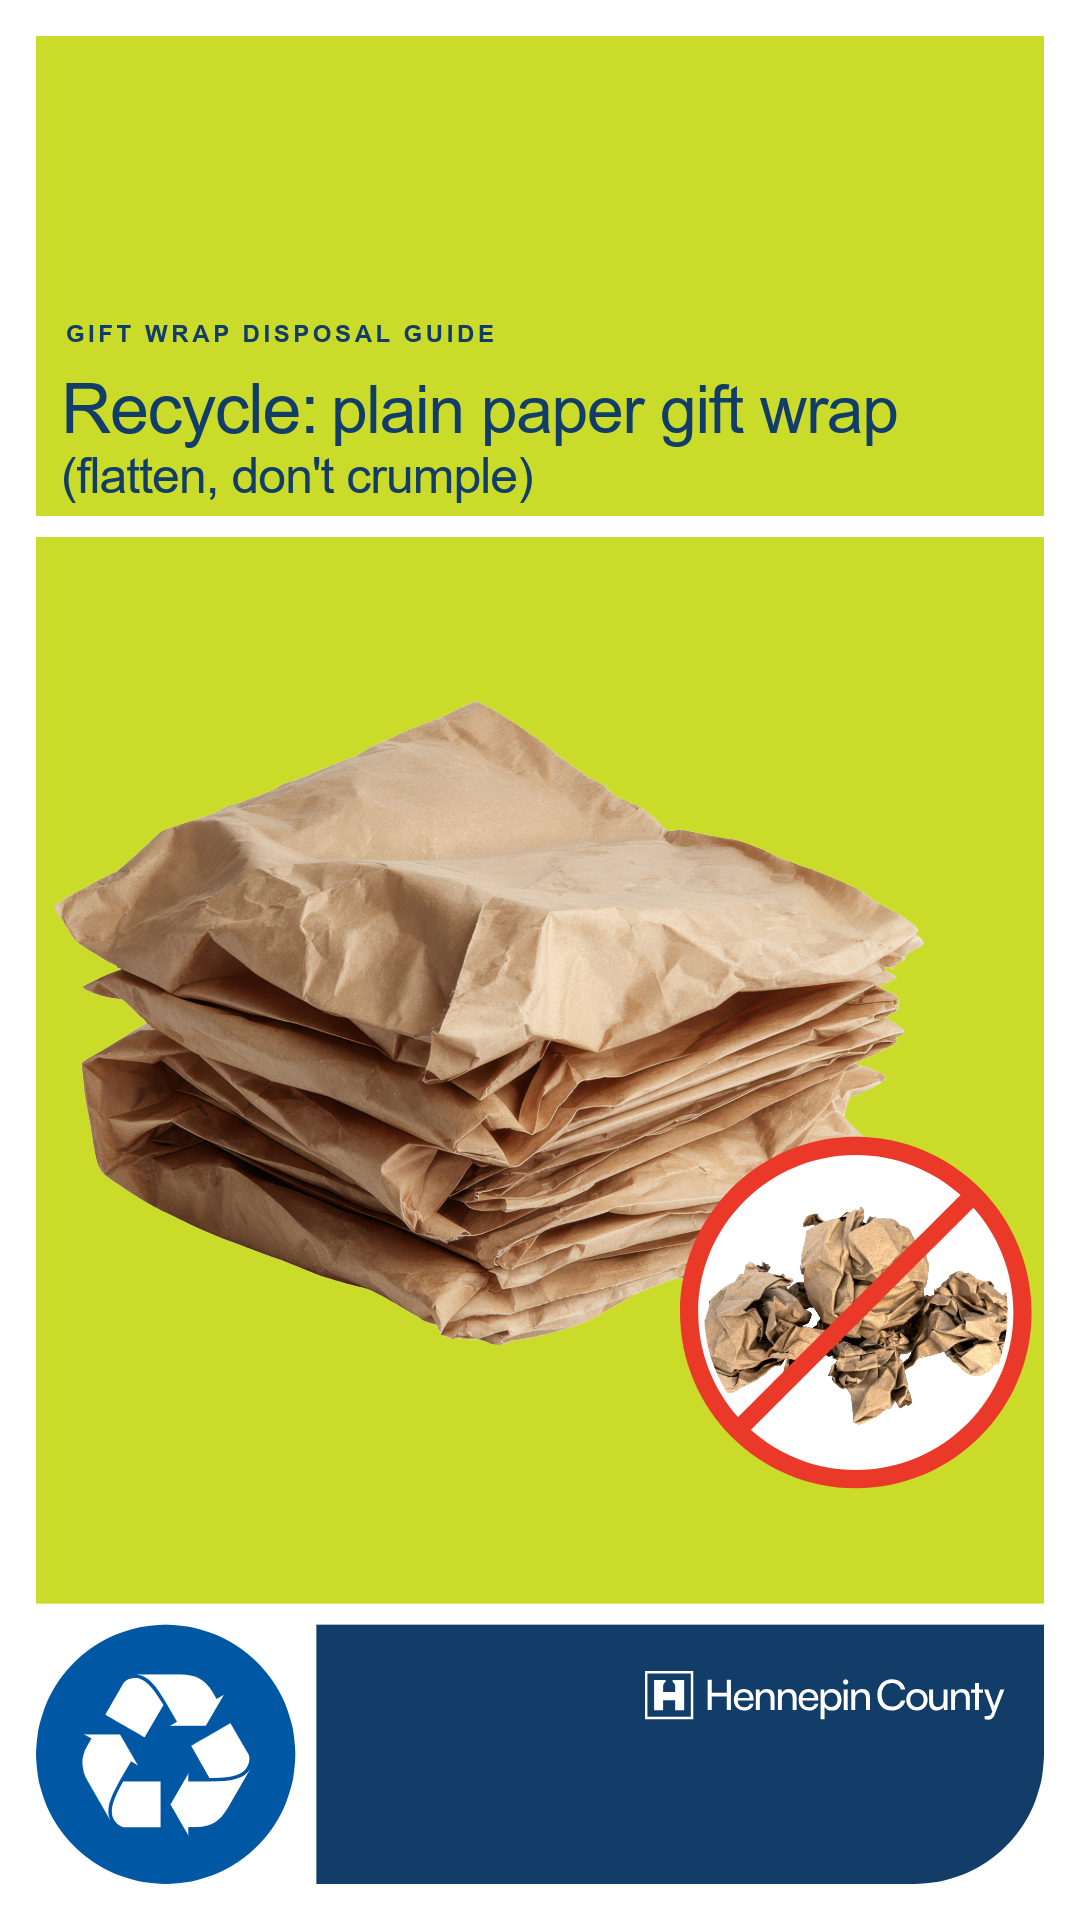 GIFT WRAP DISPOSAL GUIDE
Recycle: plain paper gift wrap
(flatten, don't crumple)
Hennepin County